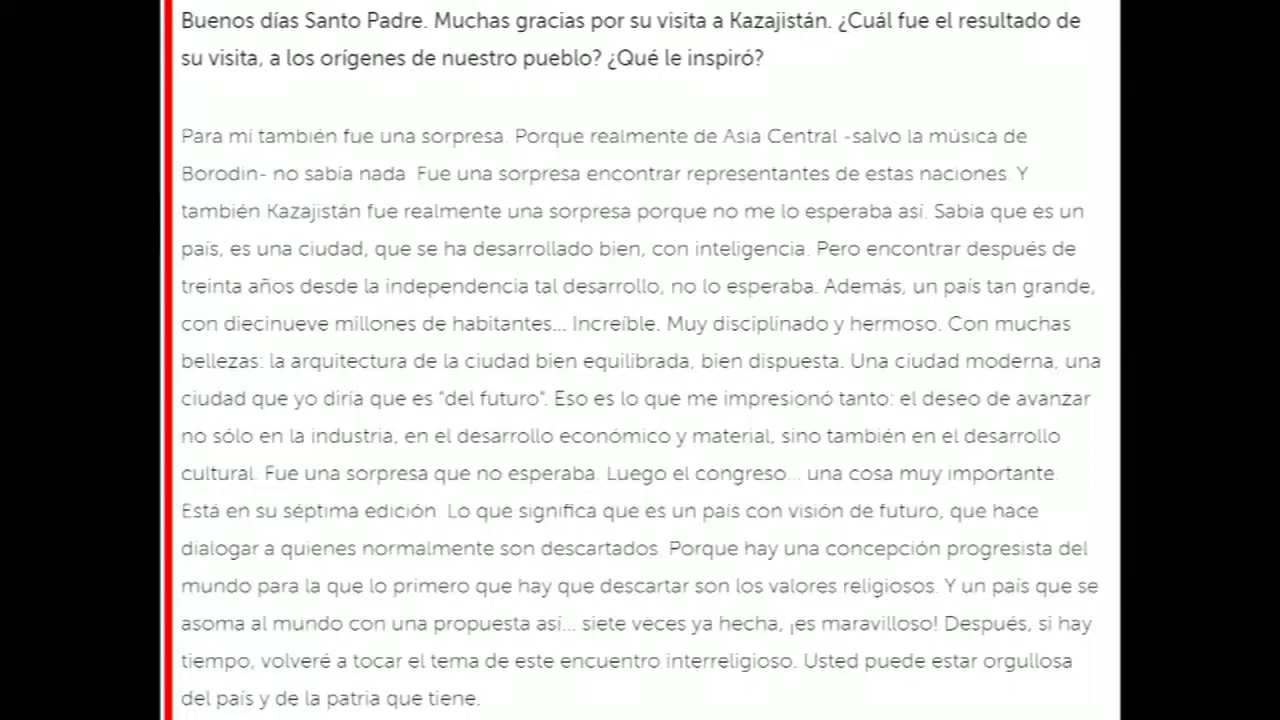 Buenos días Santo Padre. Muchas gracias por su visita a Kazajistán. ¿Cuál fue el resultado de
su visita, a los orígenes de nuestro pueblo? ¿Qué le inspiró?
Para mí también fue una sorpresa. Porque realmente de Asia Central -salvo la música de
Borodin- no sabía nada. Fue una sorpresa encontrar representantes de estas naciones. Y
también Kazajistán fue realmente una sorpresa porque no me lo esperaba así. Sabía que es un
país, es una ciudad, que se ha desarrollado bien, con inteligencia. Pero encontrar después de
treinta años desde la independencia tal desarrollo, no lo esperaba. Además, un país tan grande,
con diecinueve millones de habitantes... Increíble. Muy disciplinado y hermoso. Con muchas
bellezas: la arquitectura de la ciudad bien equilibrada, bien dispuesta. Una ciudad moderna, una
ciudad que yo diría que es "del futuro". Eso es lo que me impresionó tanto: el deseo de avanzar
no sólo en la industria, en el desarrollo económico y material, sino también en el desarrollo
cultural. Fue una sorpresa que no esperaba. Luego el congreso... una cosa muy importante.
Está en su séptima edición. Lo que significa que es un país con visión de futuro, que hace
dialogar a quienes normalmente son descartados. Porque hay una concepción progresista del
mundo para la que lo primero que hay que descartar son los valores religiosos. Y un país que se
asoma al mundo con una propuesta así... siete veces ya hecha, ¡es maravilloso! Después, si hay
tiempo, volveré a tocar el tema de este encuentro interreligioso. Usted puede estar orgullosa
del país y de la patria que tiene.